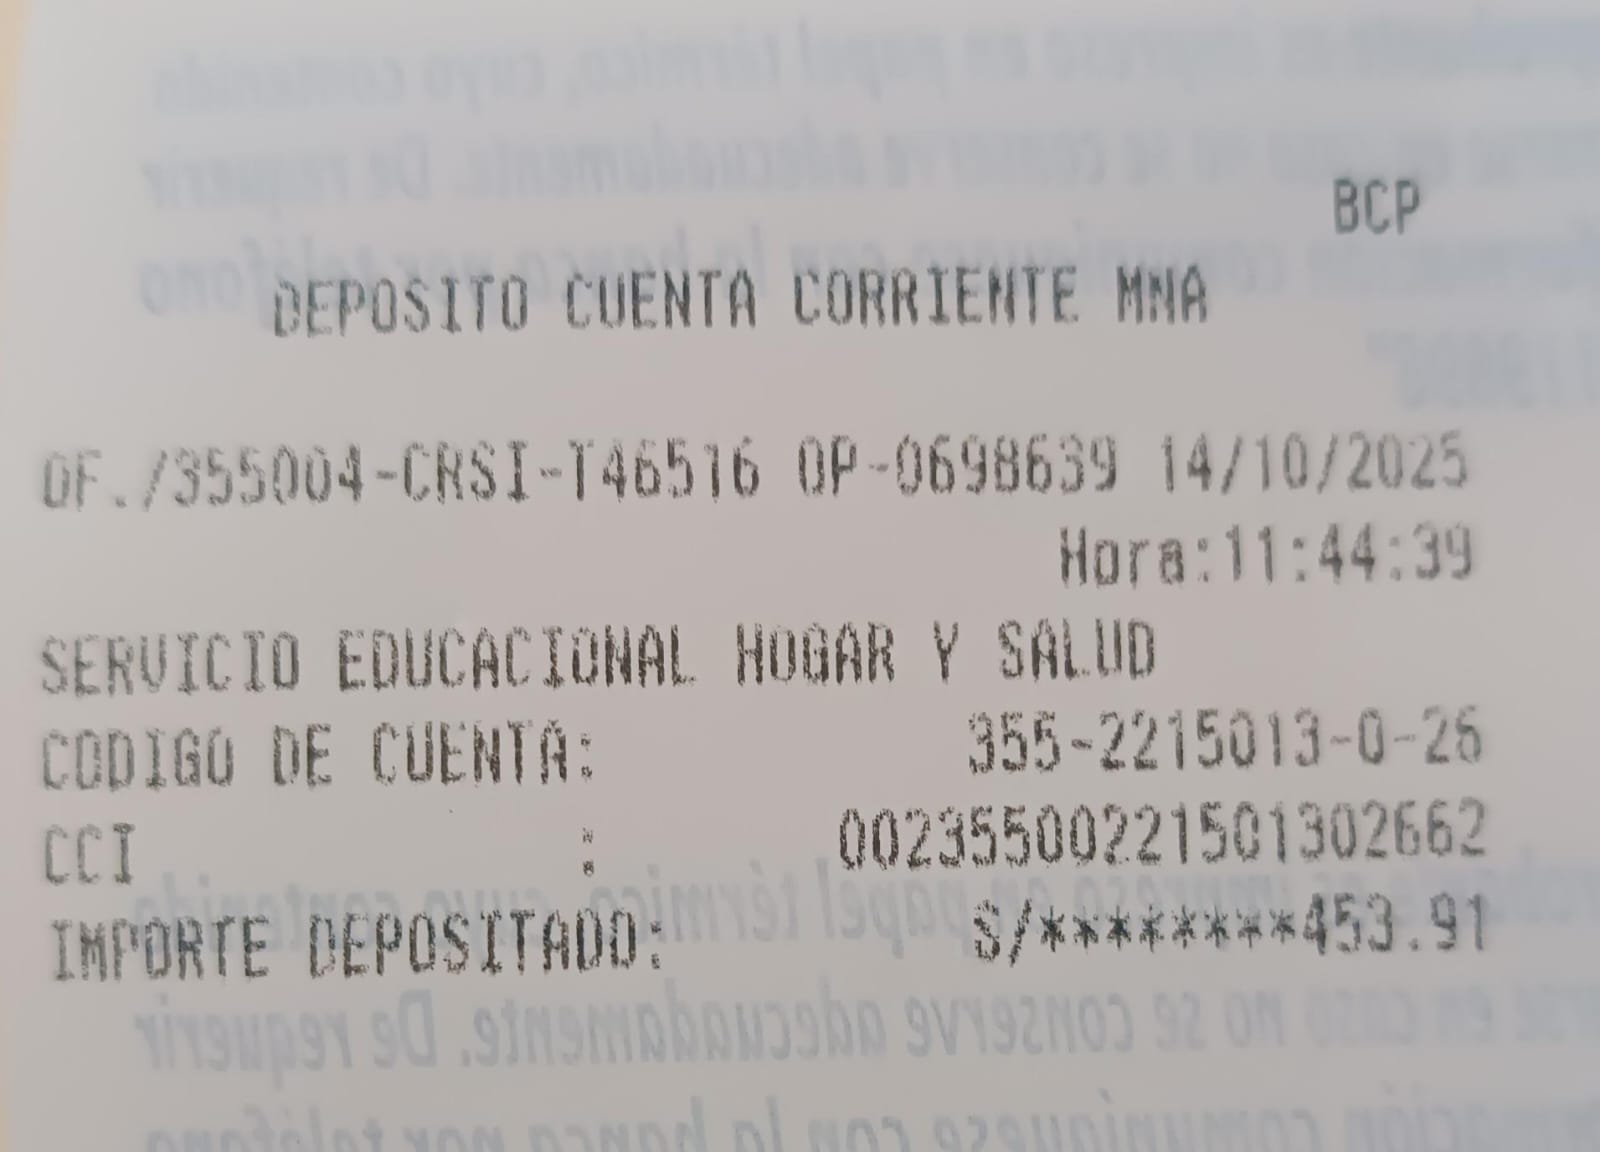 BCP
DEPOSITO CUENTA CORRIENTE MNA
OF./355004-CRSI-T46516 OP-0698639 14/10/2025
Hora:11:44:39
SERVICIO EDUCACIONAL HOGAR Y SALUD
CODIGO DE CUENTA: 355-2215013-0-26
CCI : 00235500221501302662
IMPORTE DEPOSITADO: S/********453.91